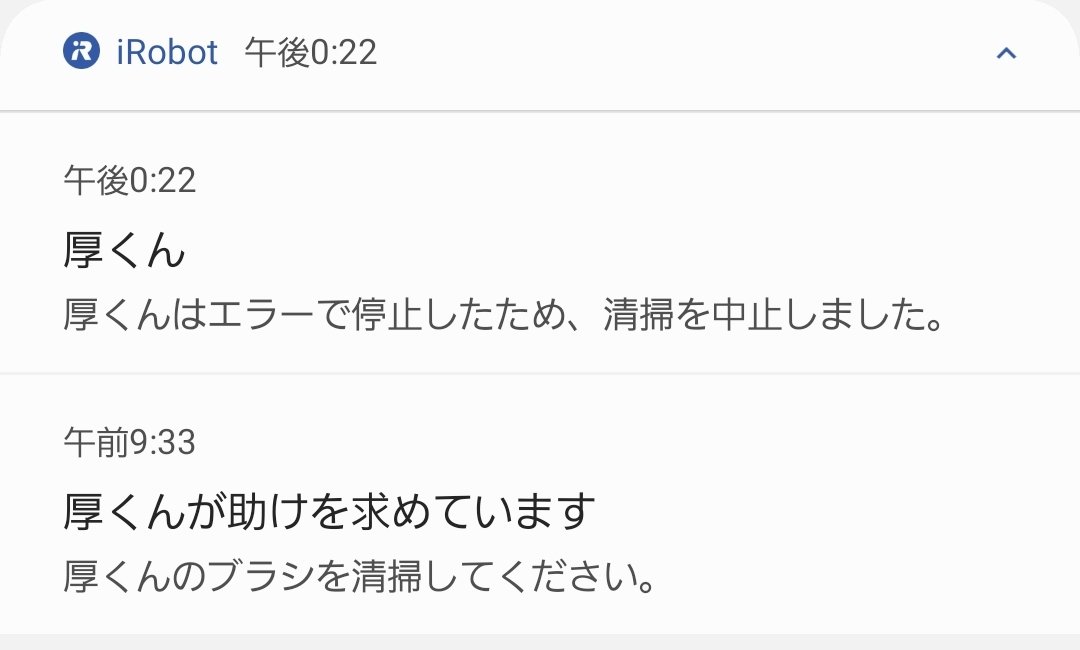 iRobot 午後0:22
午後0:22
厚くん
厚くんはエラーで停止したため、清掃を中止しました。
午前9:33
厚くんが助けを求めています
厚くんのブラシを清掃してください。